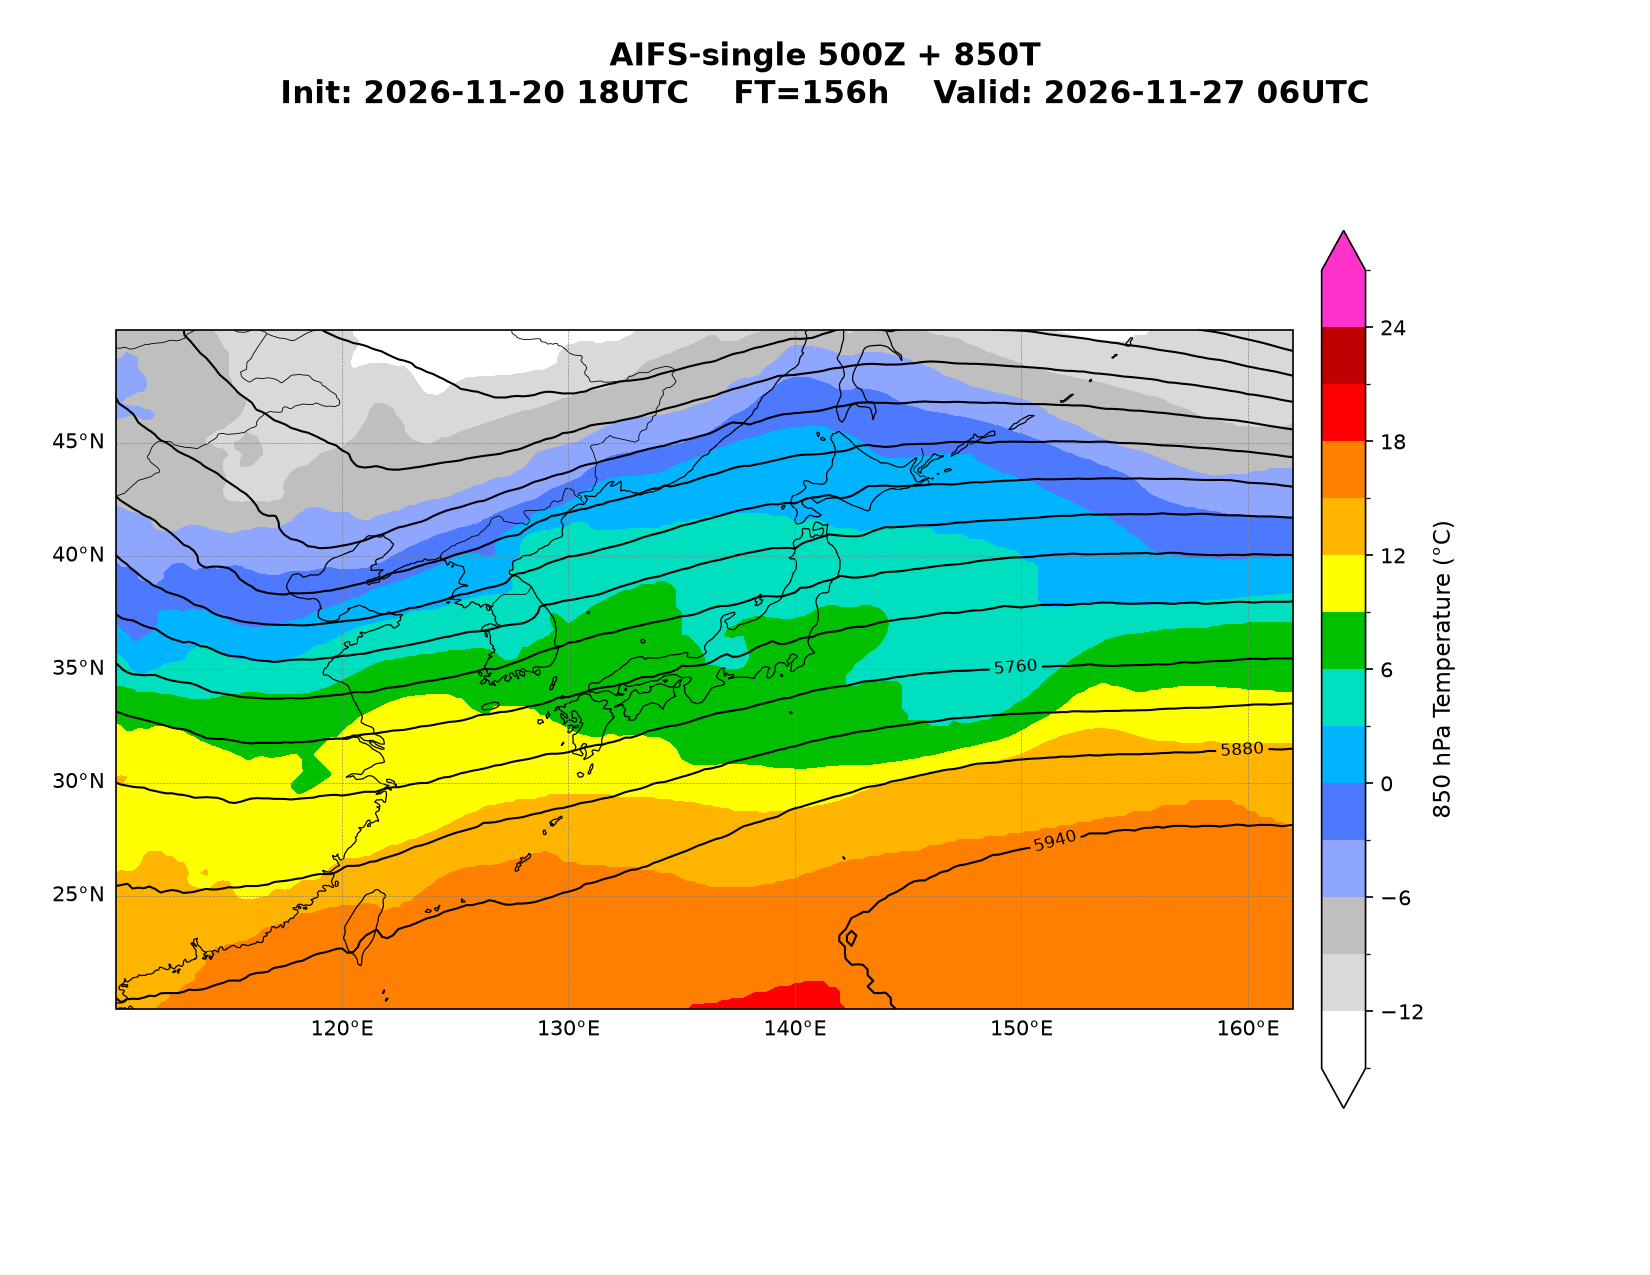 AIFS-single 500Z + 850T
Init: 2026-11-20 18UTC    FT=156h    Valid: 2026-11-27 06UTC
24
18
12
6
0
−6
−12
850 hPa Temperature (°C)
45°N
40°N
35°N
30°N
25°N
5760
5880
5940
120°E
130°E
140°E
150°E
160°E